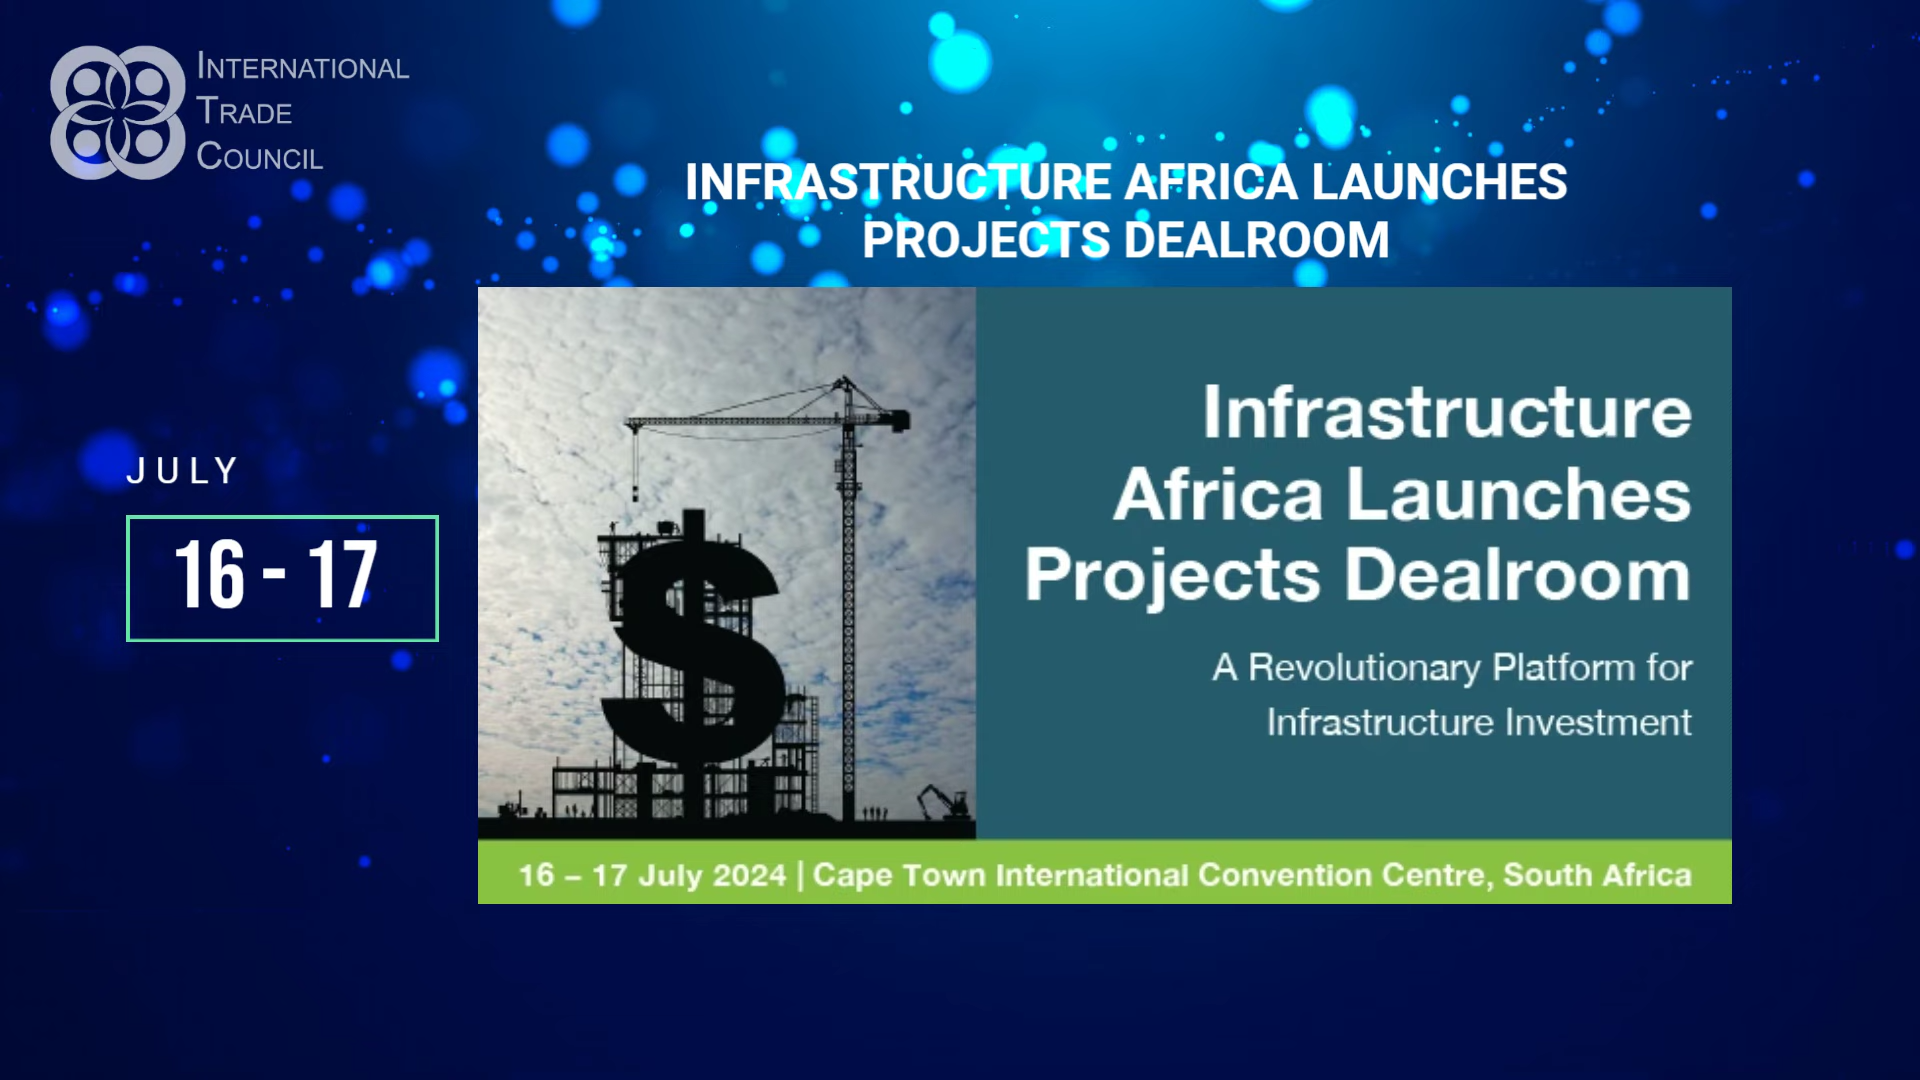 INTERNATIONAL
TRADE
COUNCIL
INFRASTRUCTURE AFRICA LAUNCHES
PROJECTS DEALROOM
JULY
16 - 17
$
Infrastructure
Africa Launches
Projects Dealroom
A Revolutionary Platform for
Infrastructure Investment
16 – 17 July 2024 | Cape Town International Convention Centre, South Africa